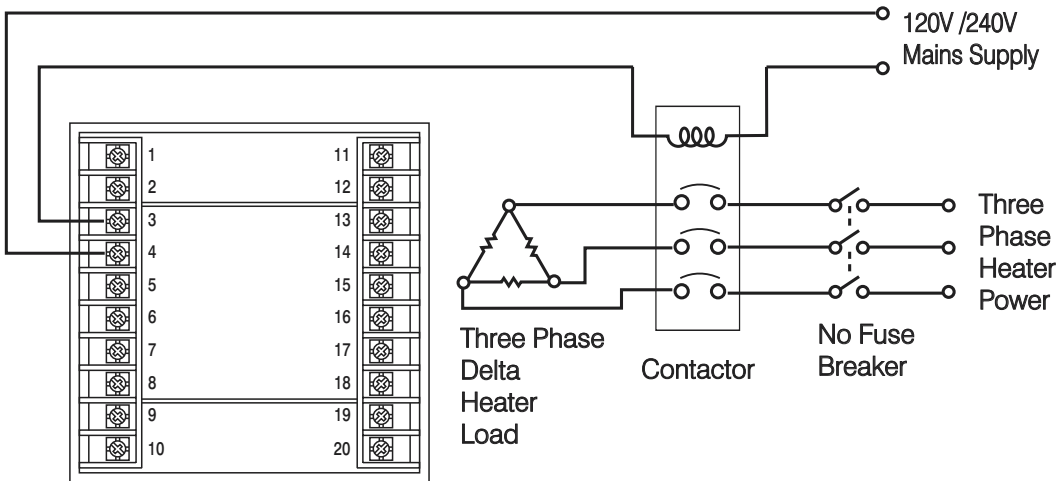 120V /240V
Mains Supply
1
2
3
4
5
6
7
8
9
10
11
12
13
14
15
16
17
18
19
20
Three Phase
Delta
Heater
Load
Contactor
No Fuse
Breaker
Three
Phase
Heater
Power